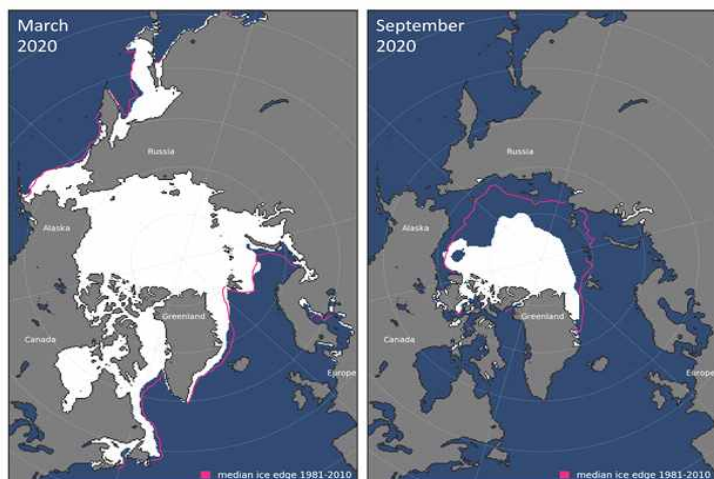 March
2020
Russia
Alaska
Greenland
Canada
Europe
median ice edge 1981-2010
September
2020
Russia
Alaska
Greenland
Canada
Europe
median ice edge 1981-2010